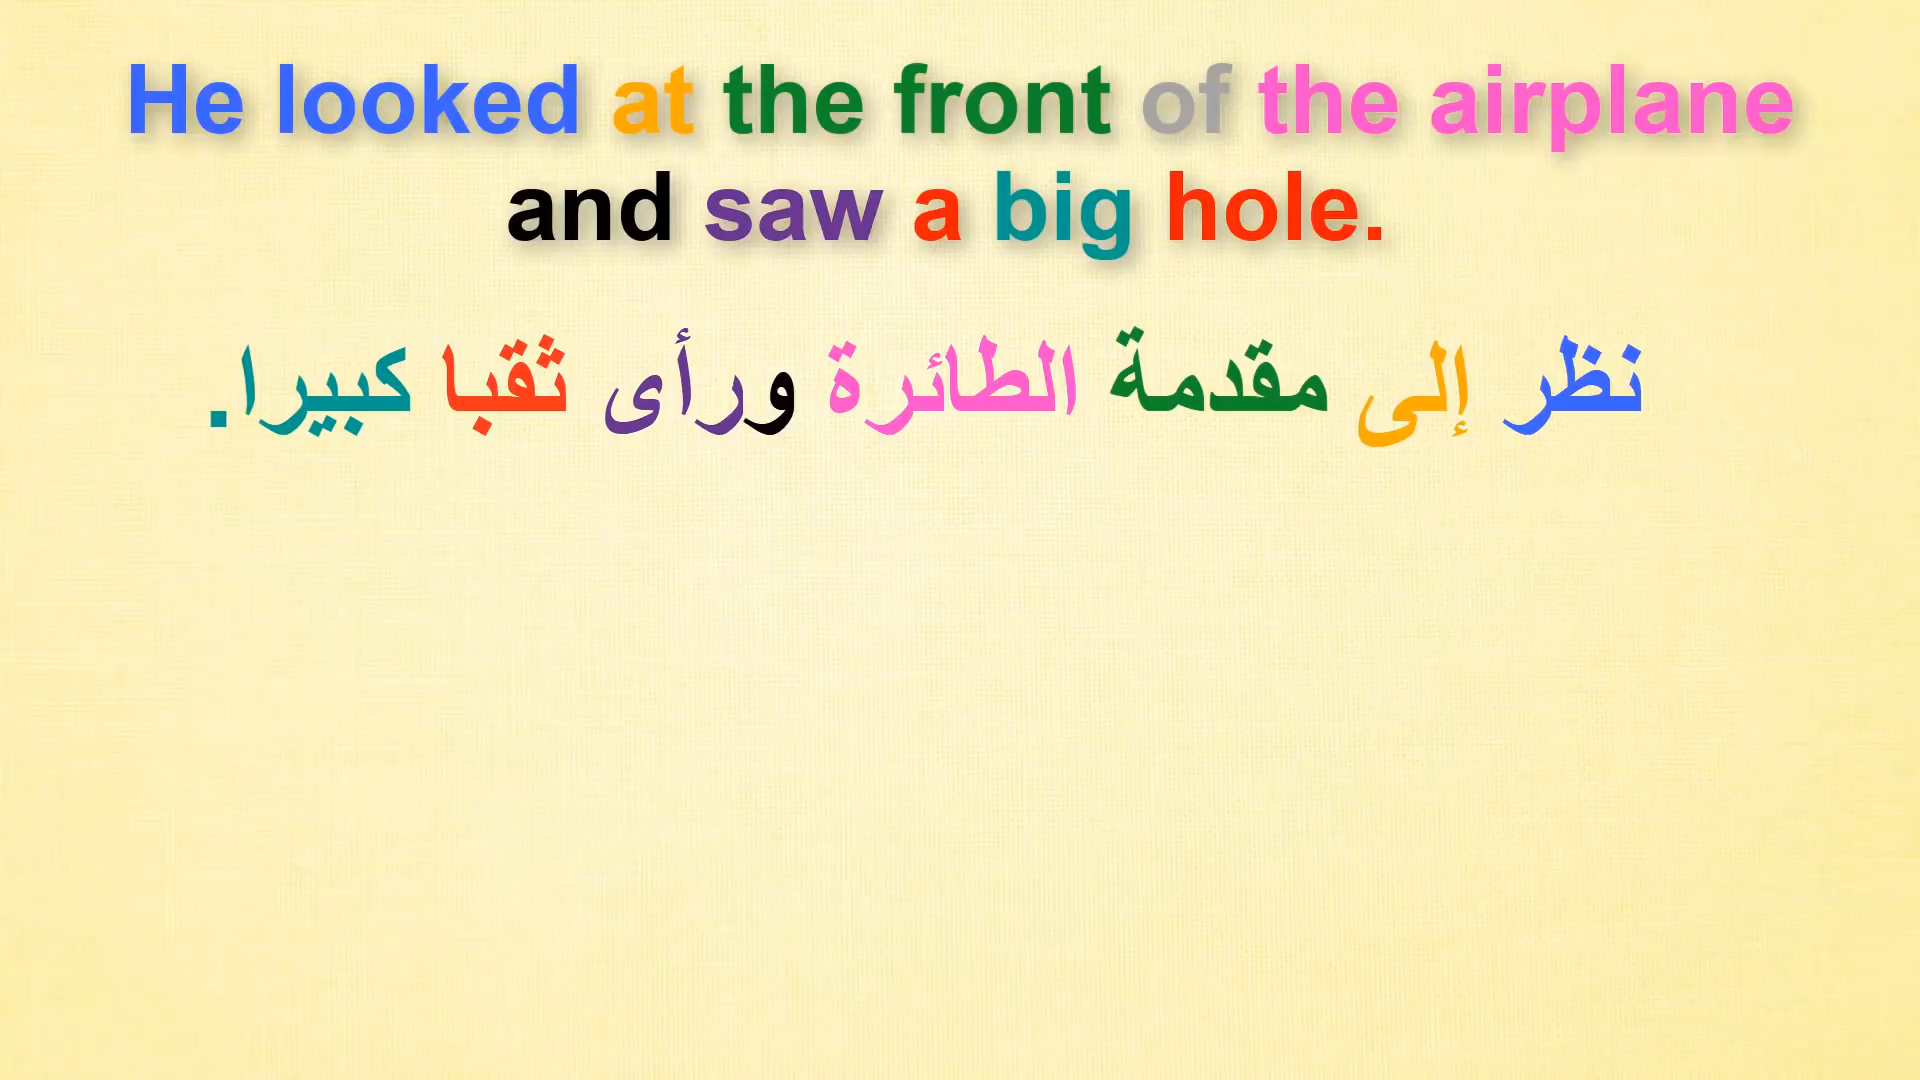 He looked at the front of the airplane
and saw a big hole.
نظر إلى مقدمة الطائرة ورأى ثقبا كبيرا.